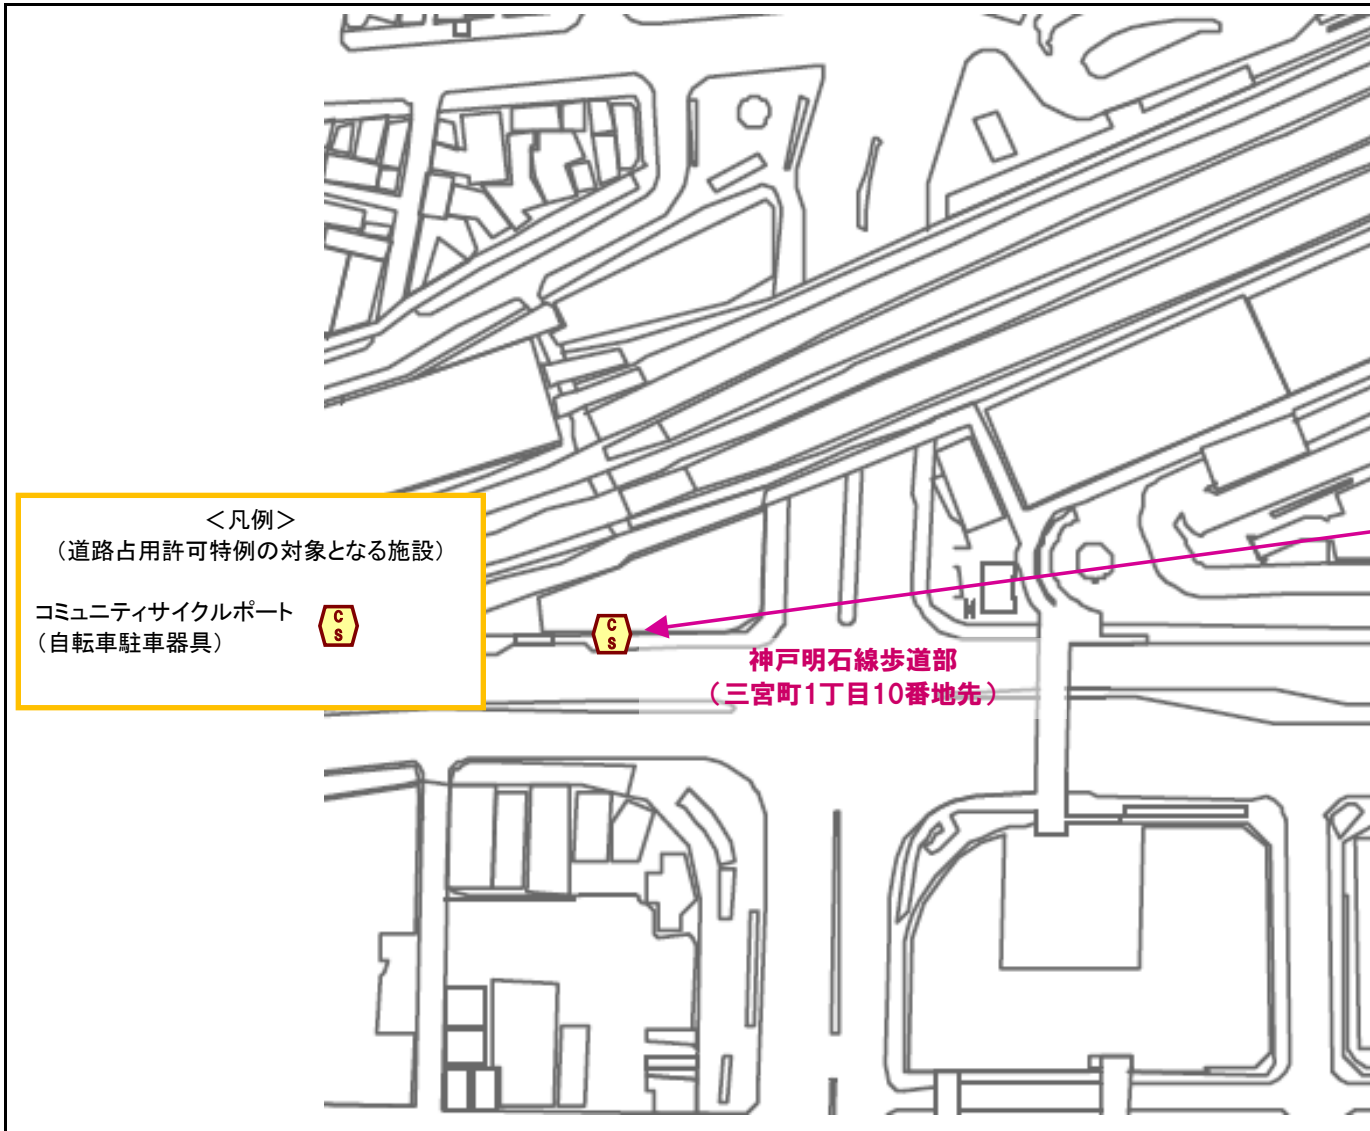 ＜凡例＞
（道路占用許可特例の対象となる施設）
コミュニティサイクルポート
（自転車駐車器具）
C
S
C
S
神戸明石線歩道部
（三宮町1丁目10番地先）